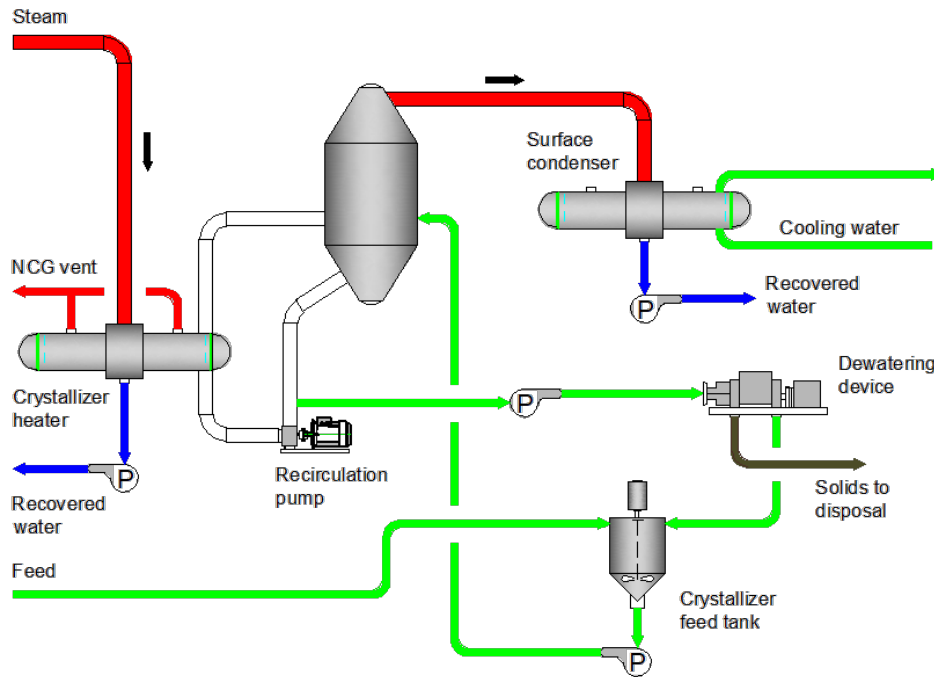 Steam
Surface
condenser
Cooling water
NCG vent
Recovered
water
P
Crystallizer
heater
Dewatering
device
P
P
Recovered
water
Recirculation
pump
Solids to
disposal
Feed
Crystallizer
feed tank
P